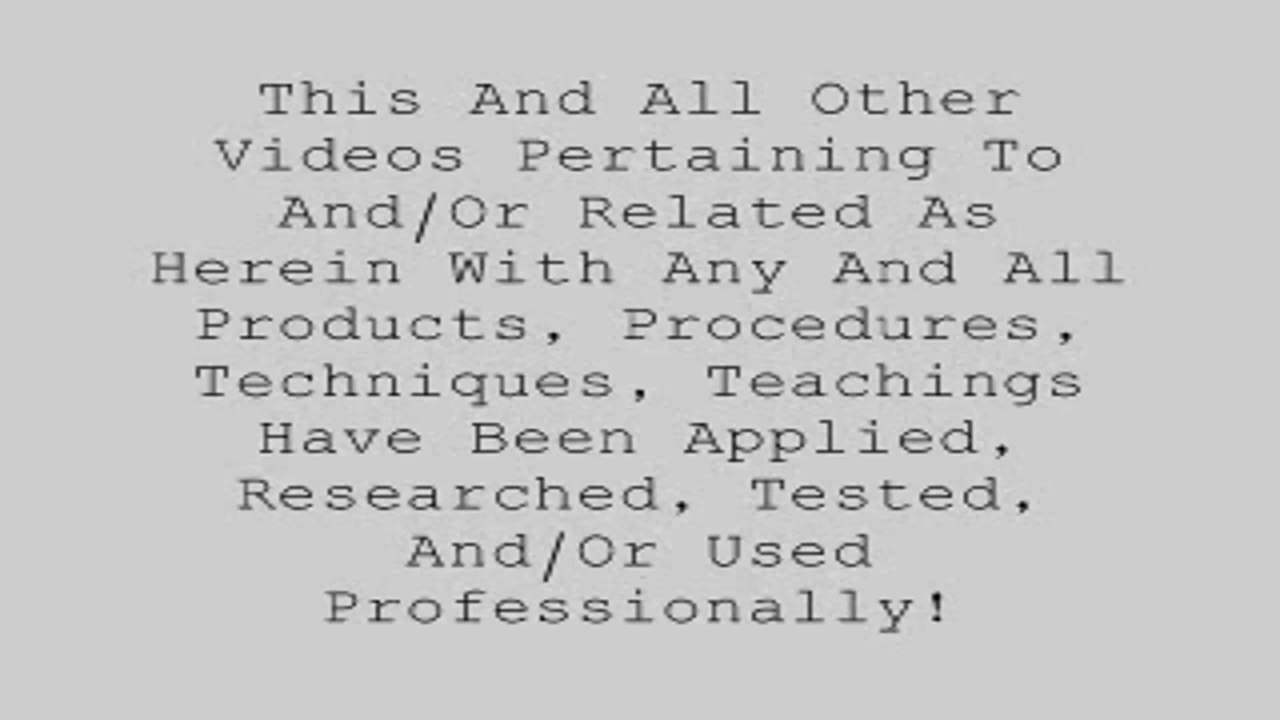 This And All Other
Videos Pertaining To
And/Or Related As
Herein With Any And All
Products, Procedures,
Techniques, Teachings
Have Been Applied,
Researched, Tested,
And/Or Used
Professionally!